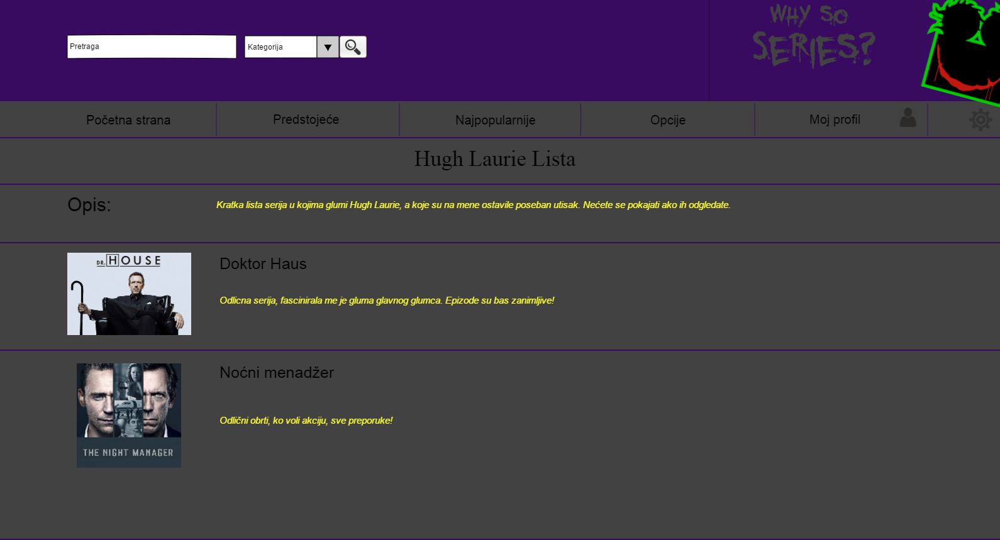 WHY SO
SERIES?
Pretraga
Kategorija
Početna strana
Predstojeće
Najpopularnije
Opcije
Moj profil
Hugh Laurie Lista
Opis:
Kratka lista serija u kojima glumi Hugh Laurie, a koje su na mene ostavile poseban utisak. Nećete se pokajati ako ih odgledate.
DR. HOUSE
Doktor Haus
Odlicna serija, fascinirala me je gluma glavnog glumca. Epizode su bas zanimljive!
Noćni menadžer
Odlični obrti, ko voli akciju, sve preporuke!
THE NIGHT MANAGER